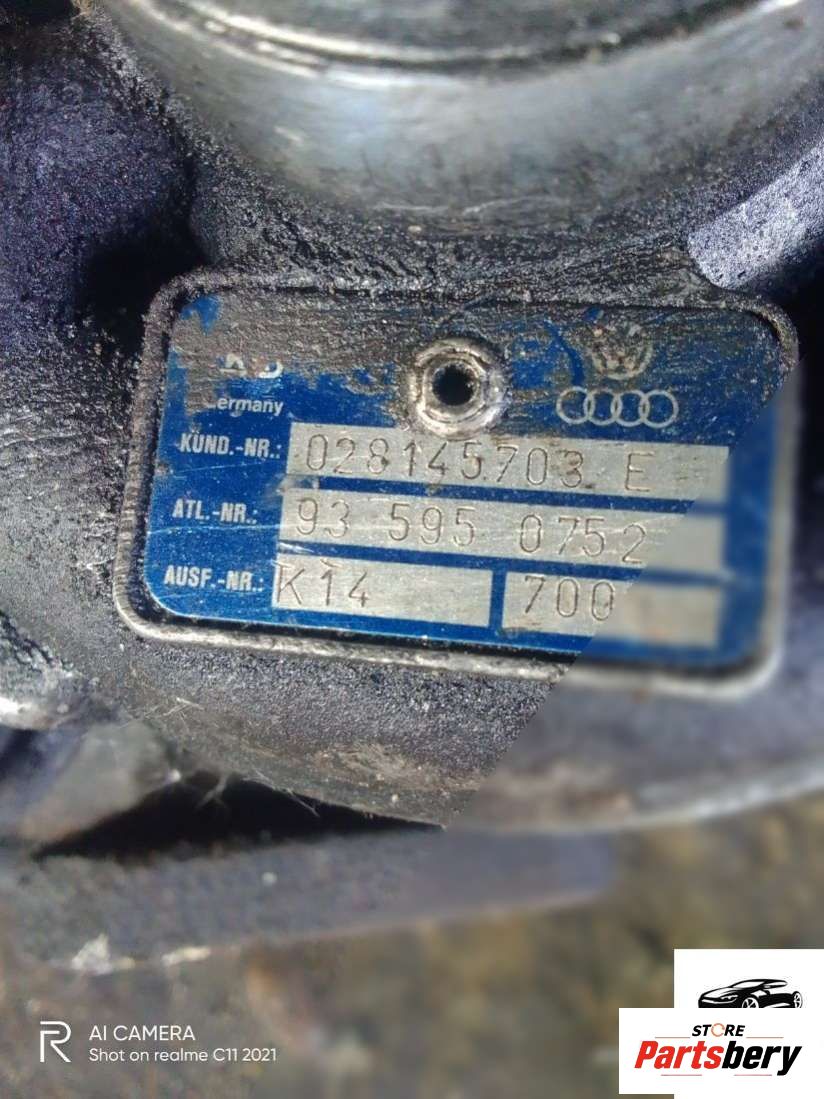 ermany
KUND.-NR.: 028145703 E
ATL.-NR.: 93 595 0752
AUSF.-NR.: K14 700
AI CAMERA
Shot on realme C11 2021
STORE
Partsbery